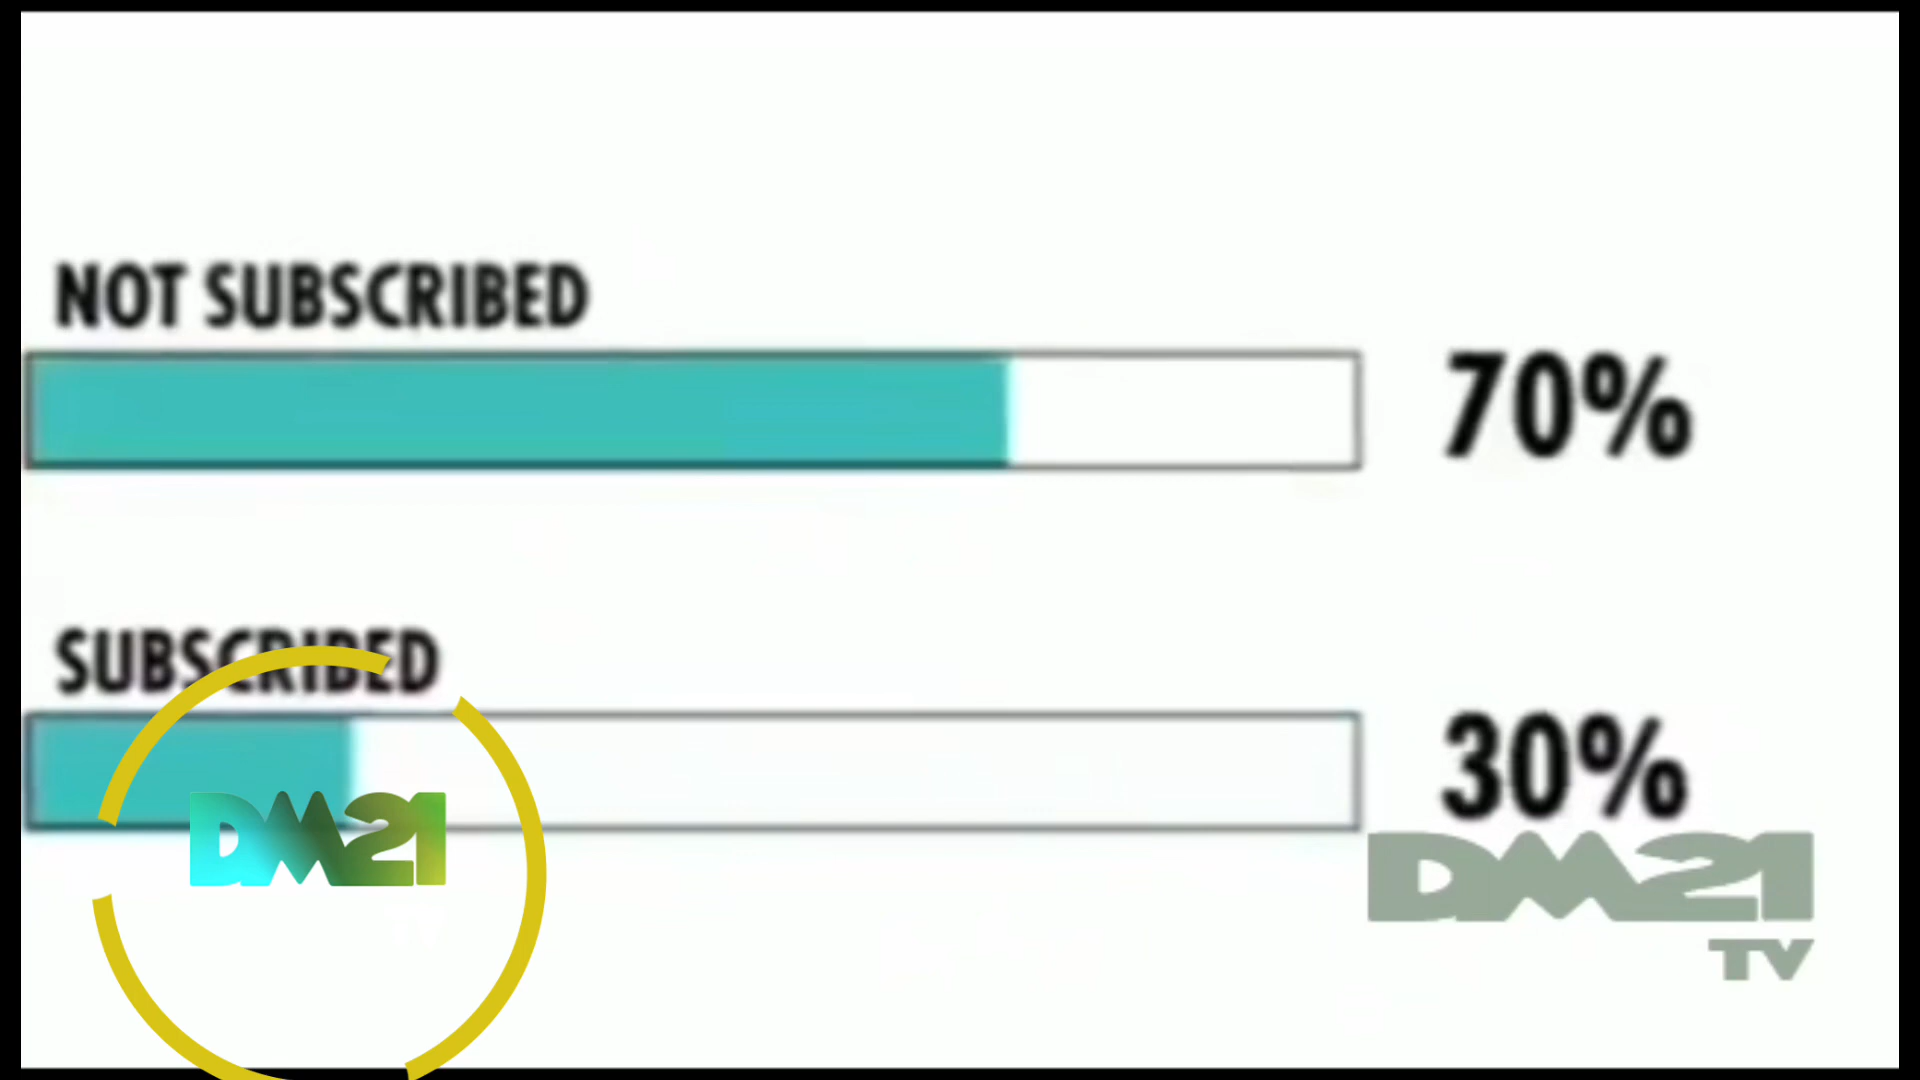 NOT SUBSCRIBED
70%
SUBSCRIBED
30%
DM21
DM21
TV